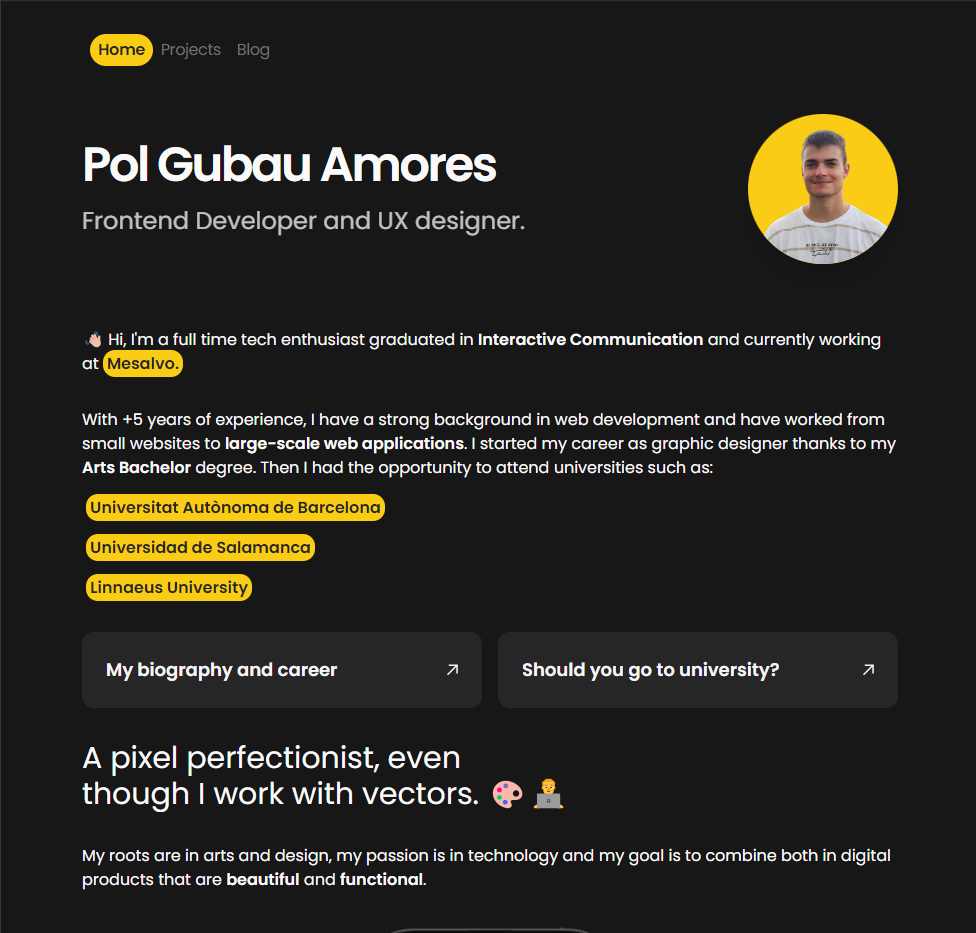 Home Projects Blog
Pol Gubau Amores
Frontend Developer and UX designer.
👋🏻 Hi, I'm a full time tech enthusiast graduated in Interactive Communication and currently working
at Mesalvo.
With +5 years of experience, I have a strong background in web development and have worked from
small websites to large-scale web applications. I started my career as graphic designer thanks to my
Arts Bachelor degree. Then I had the opportunity to attend universities such as:
Universitat Autònoma de Barcelona
Universidad de Salamanca
Linnaeus University
My biography and career
Should you go to university?
A pixel perfectionist, even
though I work with vectors. 🎨 👨‍💻
My roots are in arts and design, my passion is in technology and my goal is to combine both in digital
products that are beautiful and functional.